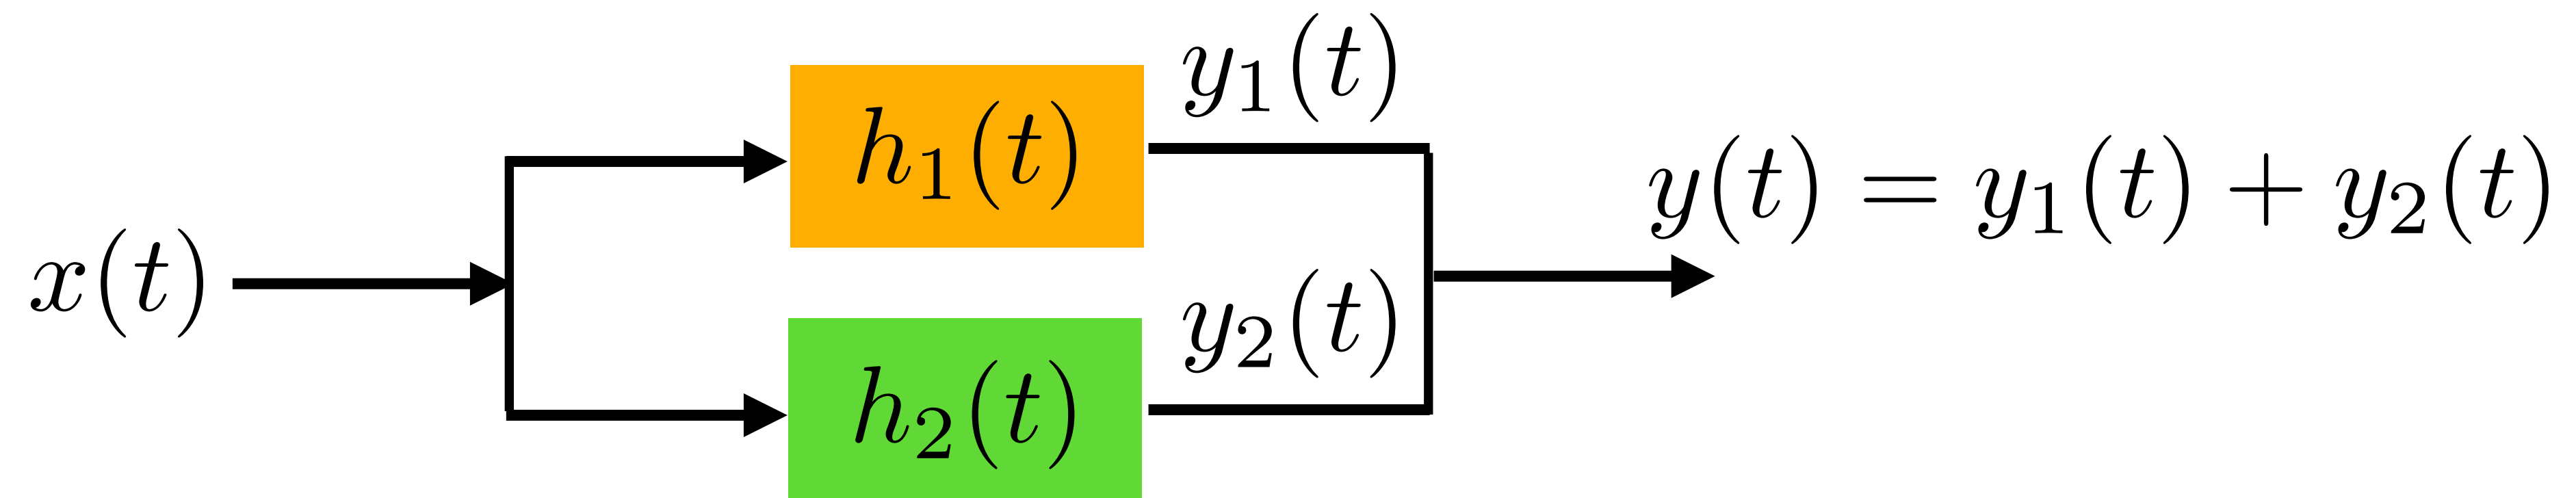 x(t)
h₁(t)
h₂(t)
y₁(t)
y₂(t)
y(t) = y₁(t) + y₂(t)